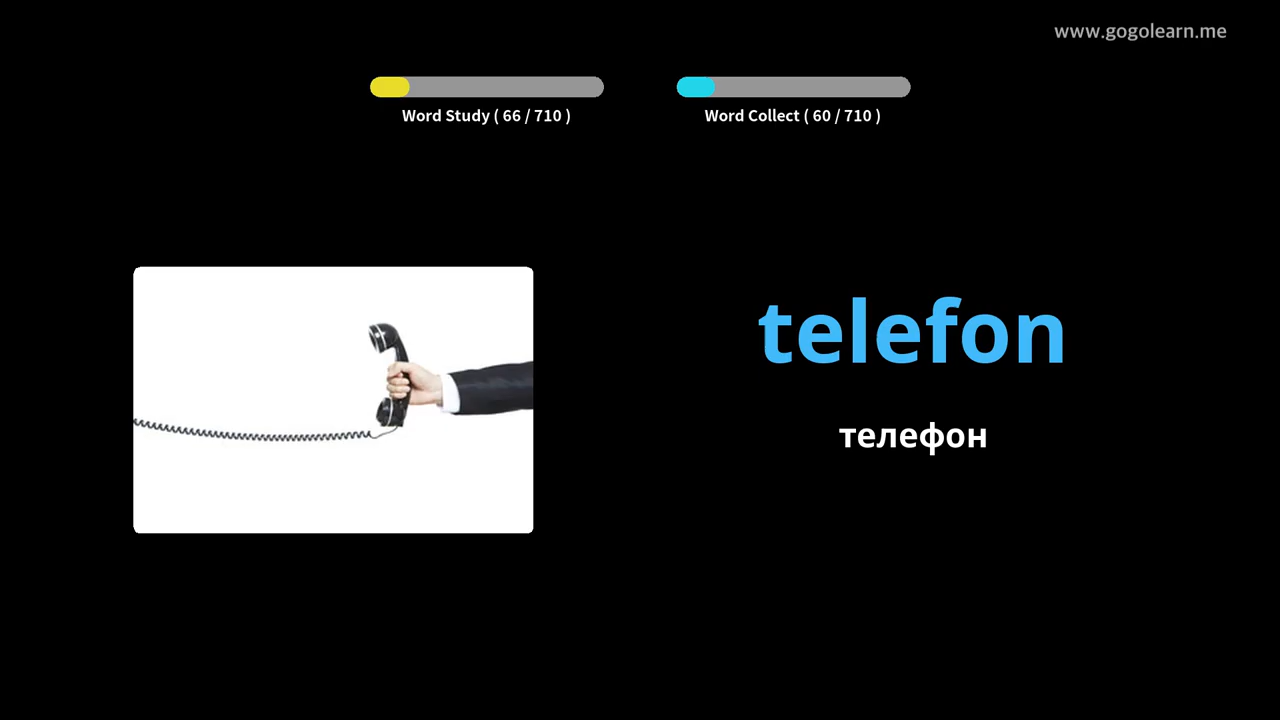 www.gogolearn.me
Word Study ( 66 / 710 )
Word Collect ( 60 / 710 )
telefon
телефон